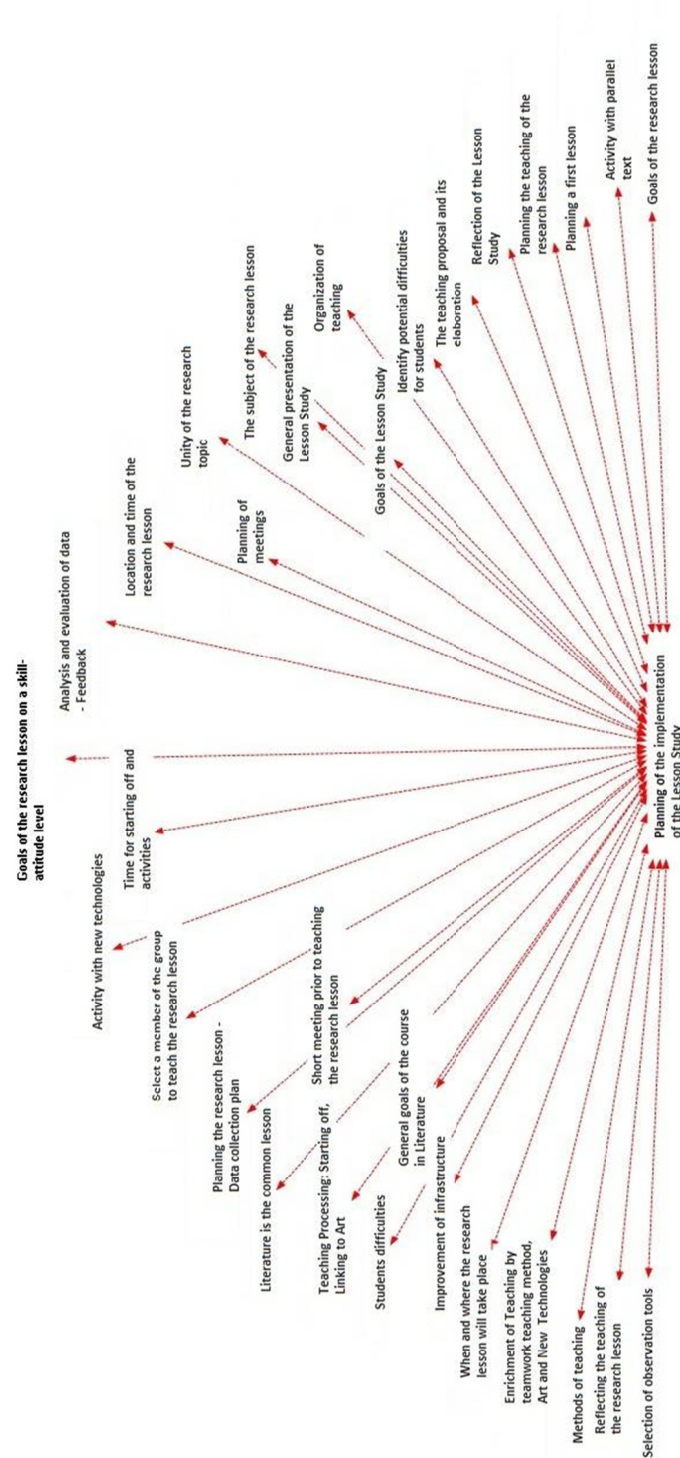 Goals of the research lesson on a skill-
attitude level
Analysis and evaluation of data
- Feedback
Time for starting off and
activities
Activity with new technologies
Location and time of the
research lesson
Select a member of the group
to teach the research lesson
Unity of the research
topic
Planning the research lesson -
Data collection plan
Planning of
meetings
The subject of the research lesson
Literature is the common lesson
General presentation of the
Lesson Study
Short meeting prior to teaching
the research lesson
Organization of
teaching
Teaching Processing: Starting off,
Linking to Art
Goals of the Lesson Study
Students difficulties
Identify potential difficulties
for students
General goals of the course
in Literature
The teaching proposal and its
elaboration
Improvement of infrastructure
Reflection of the Lesson
Study
When and where the research
lesson will take place
Planning the teaching of the
research lesson
Enrichment of Teaching by
teamwork teaching method,
Art and New Technologies
Planning a first lesson
Methods of teaching
Activity with parallel
text
Reflecting the teaching of
the research lesson
Goals of the research lesson
Selection of observation tools
Planning of the implementation
of the Lesson Study